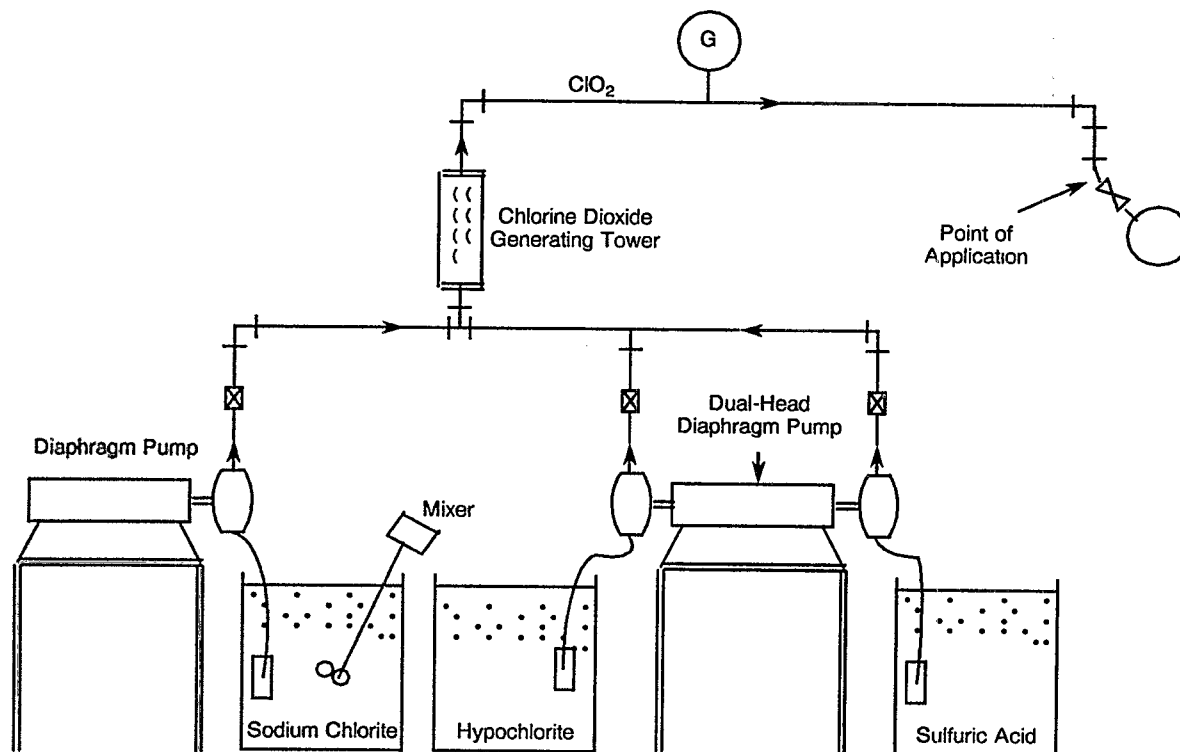 G
ClO₂
Chlorine Dioxide
Generating Tower
Point of
Application
Dual-Head
Diaphragm Pump
Diaphragm Pump
Mixer
Sodium Chlorite
Hypochlorite
Sulfuric Acid